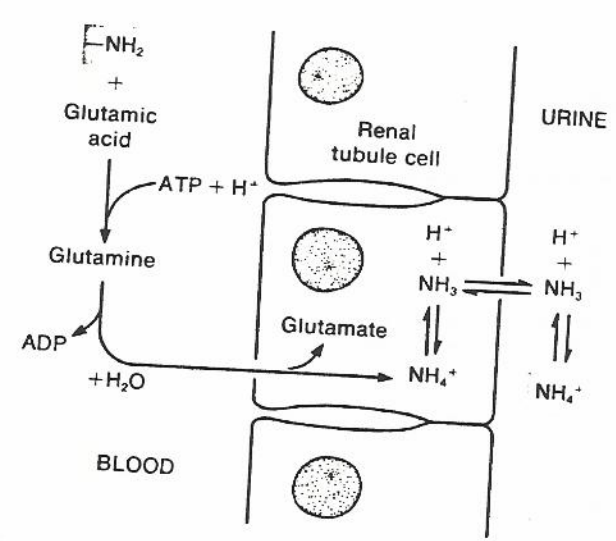 NH₂
+
Glutamic
acid
ATP + H⁺
Glutamine
ADP
+H₂O
BLOOD
Renal
tubule cell
URINE
H⁺
+
NH₃
NH₄⁺
Glutamate
H⁺
+
NH₃
NH₄⁺